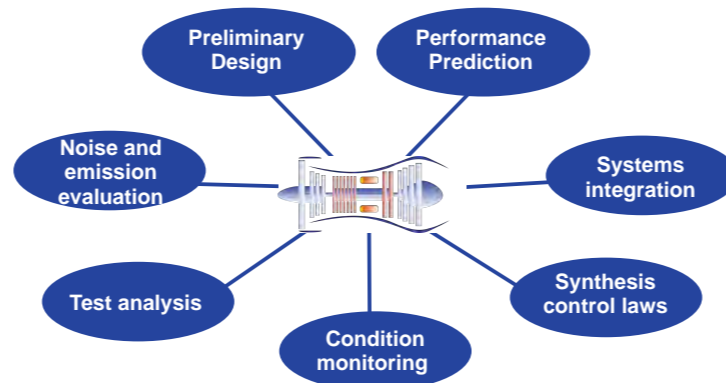 Preliminary
Design
Performance
Prediction
Noise and
emission
evaluation
Systems
integration
Test analysis
Synthesis
control laws
Condition
monitoring